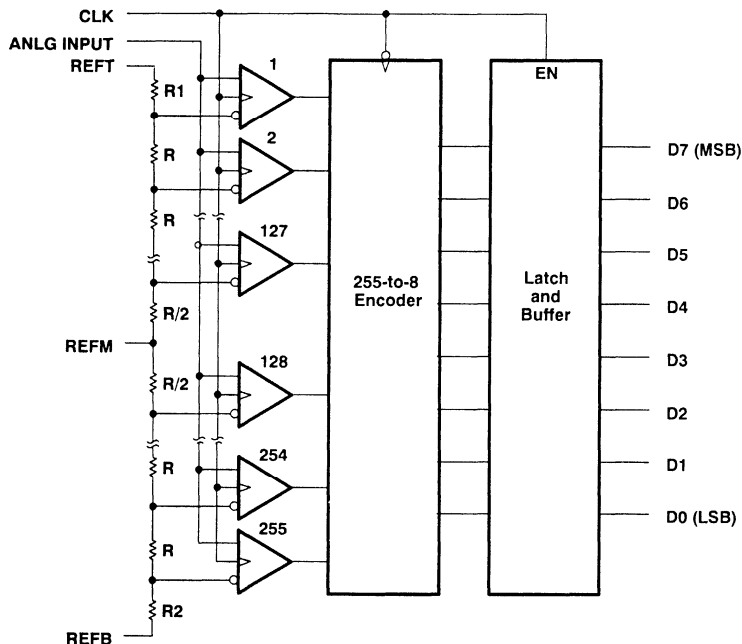 CLK
ANLG INPUT
REFT
1
EN
R1
2
R
D7 (MSB)
D6
R
127
D5
255-to-8
Encoder
Latch
and
Buffer
D4
R/2
REFM
128
D3
R/2
D2
254
R
D1
255
D0 (LSB)
R
R2
REFB